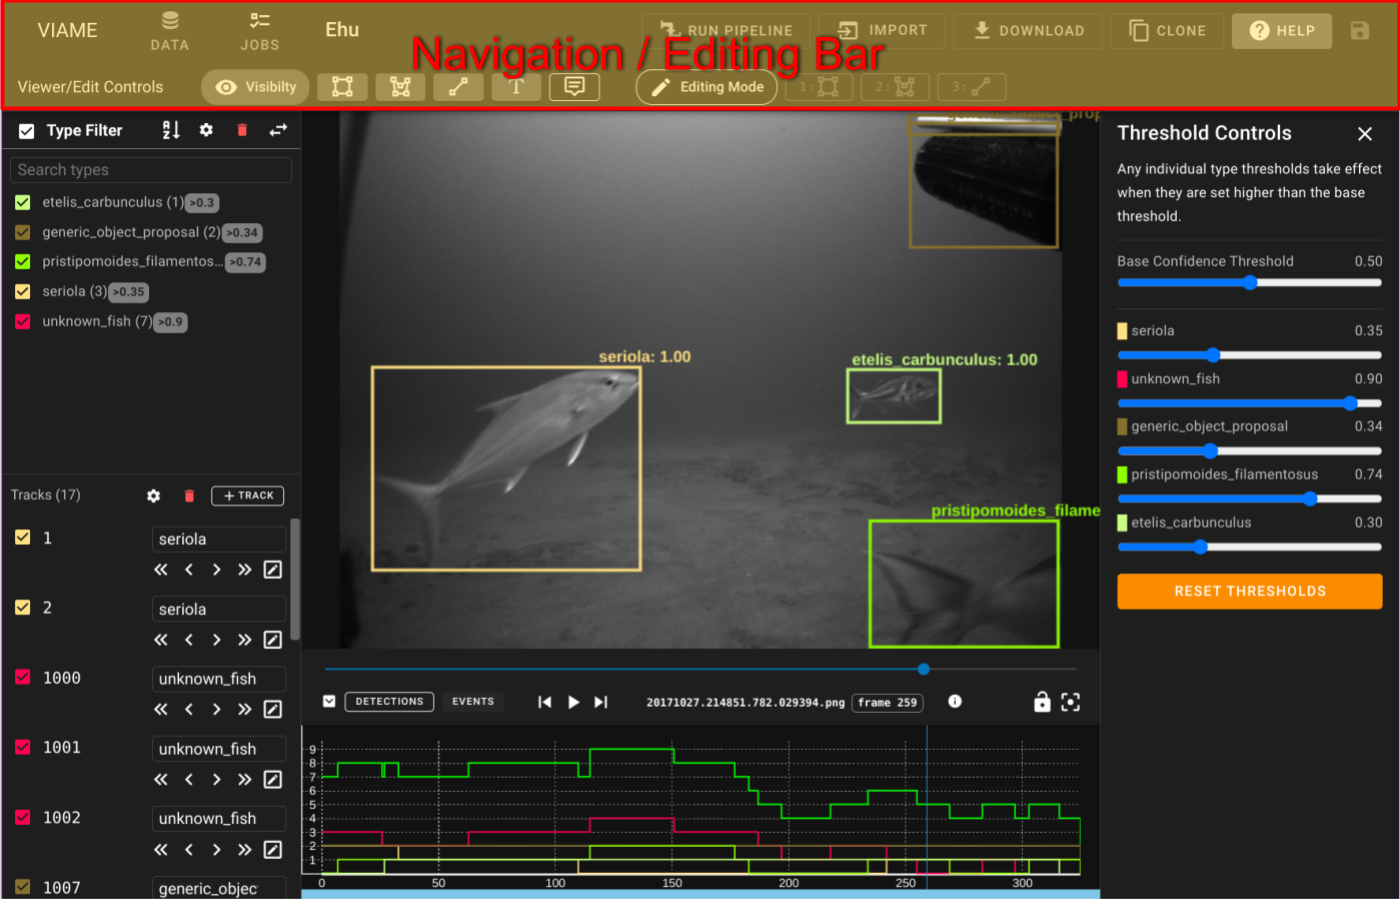 VIAME
DATA
JOBS
Ehu
RUN PIPELINE
IMPORT
DOWNLOAD
CLONE
HELP
Navigation / Editing Bar
Viewer/Edit Controls
Visibilty
T
Editing Mode
1:
2:
3:
Type Filter
Search types
etelis_carbunculus (1) >0.3
generic_object_proposal (2) >0.34
pristipomoides_filamentos... >0.74
seriola (3) >0.35
unknown_fish (7) >0.9
Tracks (17)
+ TRACK
1 seriola
2 seriola
1000 unknown_fish
1001 unknown_fish
1002 unknown_fish
1007 generic_objec
seriola: 1.00
etelis_carbunculus: 1.00
pristipomoides_filame
DETECTIONS
EVENTS
20171027.214851.782.029394.png
frame 259
9
8
7
6
5
4
3
2
1
0 50 100 150 200 250 300
Threshold Controls
Any individual type thresholds take effect
when they are set higher than the base
threshold.
Base Confidence Threshold 0.50
seriola 0.35
unknown_fish 0.90
generic_object_proposal 0.34
pristipomoides_filamentosus 0.74
etelis_carbunculus 0.30
RESET THRESHOLDS